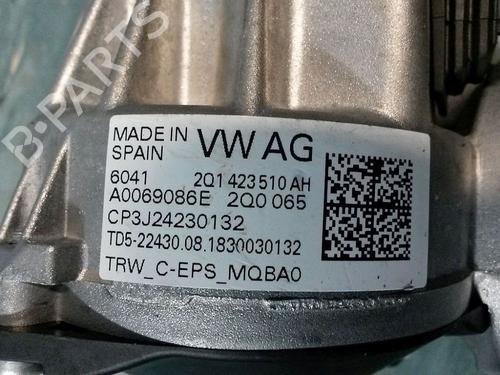 B-PARTS
MADE IN SPAIN VW AG
6041 2Q1 423 510 AH
A0069086E 2Q0 065
CP3J24230132
TD5-22430.08.1830030132
TRW_C-EPS_MQBA0